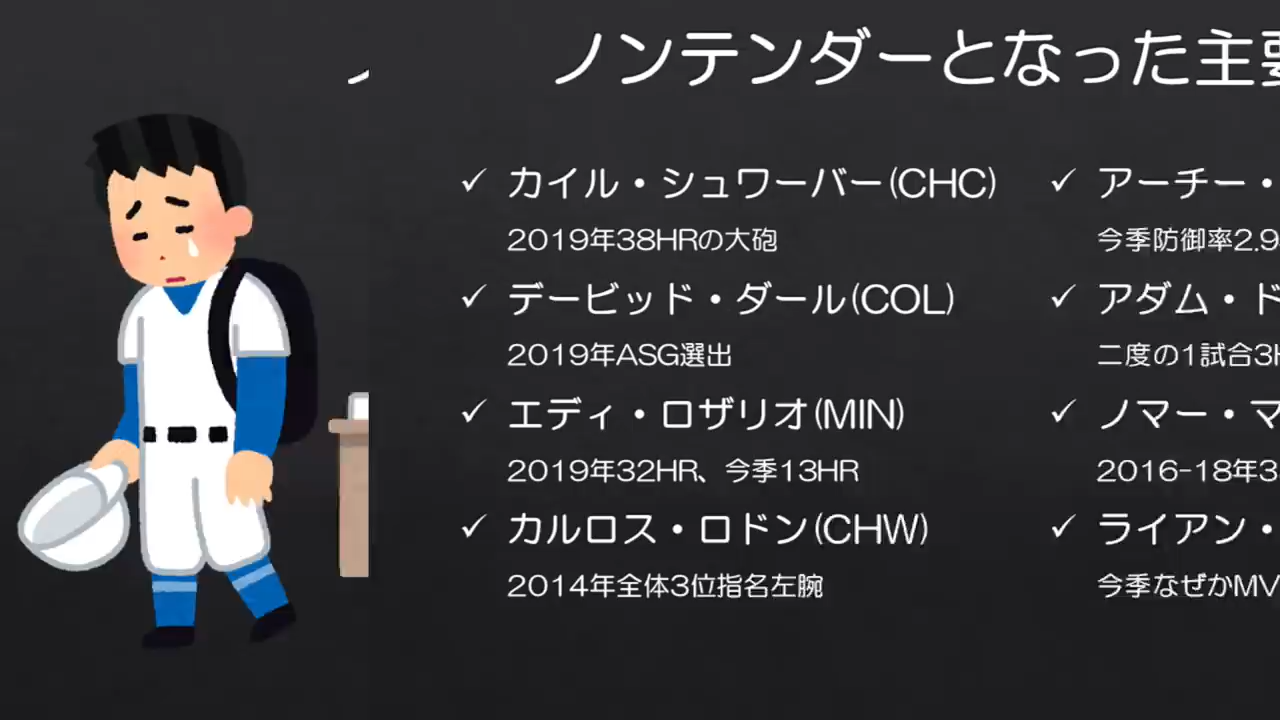 ノンテンダーとなった主要
カイル・シュワーバー(CHC)
2019年38HRの大砲
デービッド・ダール(COL)
2019年ASG選出
エディ・ロザリオ(MIN)
2019年32HR、今季13HR
カルロス・ロドン(CHW)
2014年全体3位指名左腕
アーチー・
今季防御率2.9
アダム・ド
二度の1試合3H
ノマー・マ
2016-18年3
ライアン・
今季なぜかMV